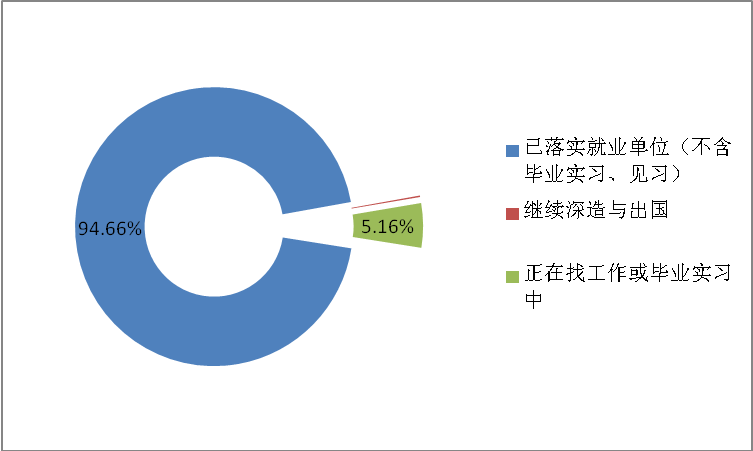 94.66%
5.16%
已落实就业单位（不含
毕业实习、见习）
继续深造与出国
正在找工作或毕业实习
中